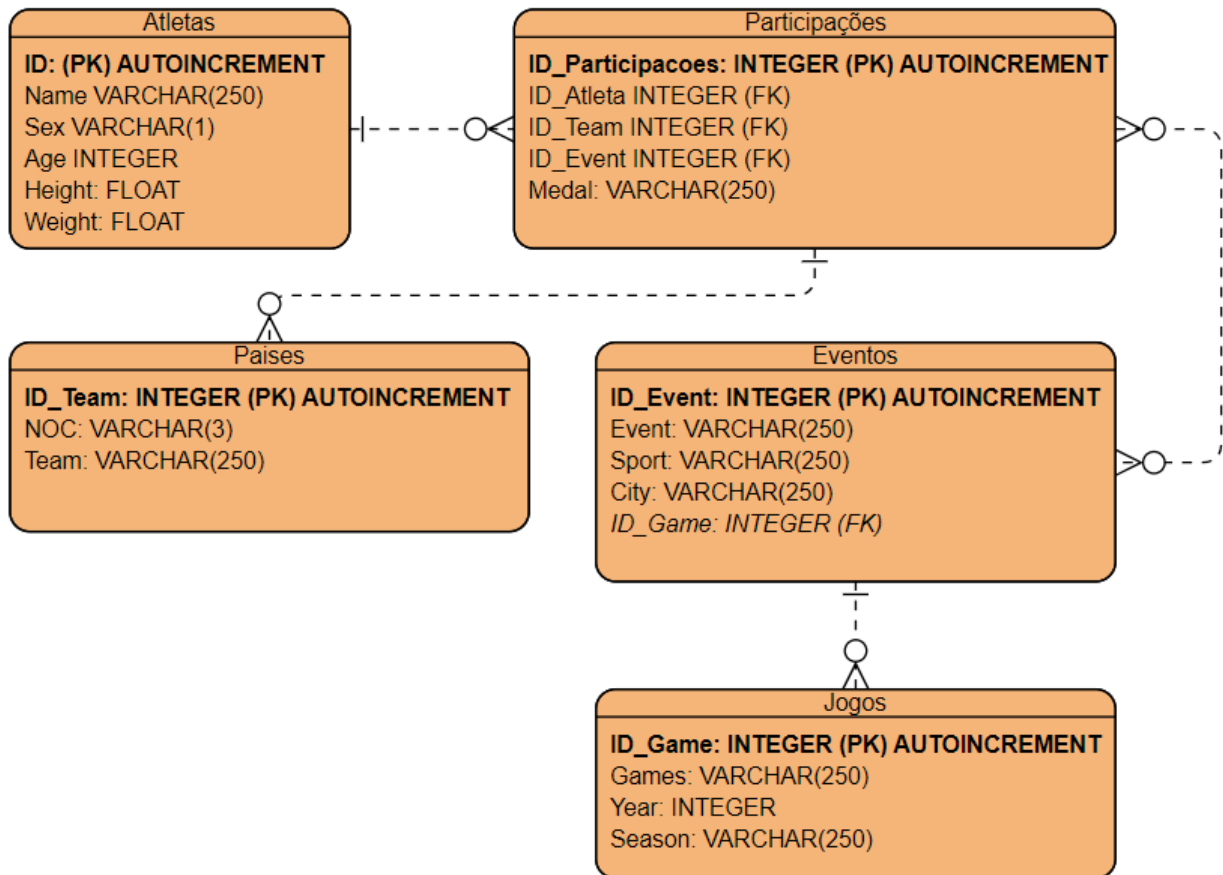 Atletas
ID: (PK) AUTOINCREMENT
Name VARCHAR(250)
Sex VARCHAR(1)
Age INTEGER
Height: FLOAT
Weight: FLOAT
Participações
ID_Participacoes: INTEGER (PK) AUTOINCREMENT
ID_Atleta INTEGER (FK)
ID_Team INTEGER (FK)
ID_Event INTEGER (FK)
Medal: VARCHAR(250)
Paises
ID_Team: INTEGER (PK) AUTOINCREMENT
NOC: VARCHAR(3)
Team: VARCHAR(250)
Eventos
ID_Event: INTEGER (PK) AUTOINCREMENT
Event: VARCHAR(250)
Sport: VARCHAR(250)
City: VARCHAR(250)
ID_Game: INTEGER (FK)
Jogos
ID_Game: INTEGER (PK) AUTOINCREMENT
Games: VARCHAR(250)
Year: INTEGER
Season: VARCHAR(250)